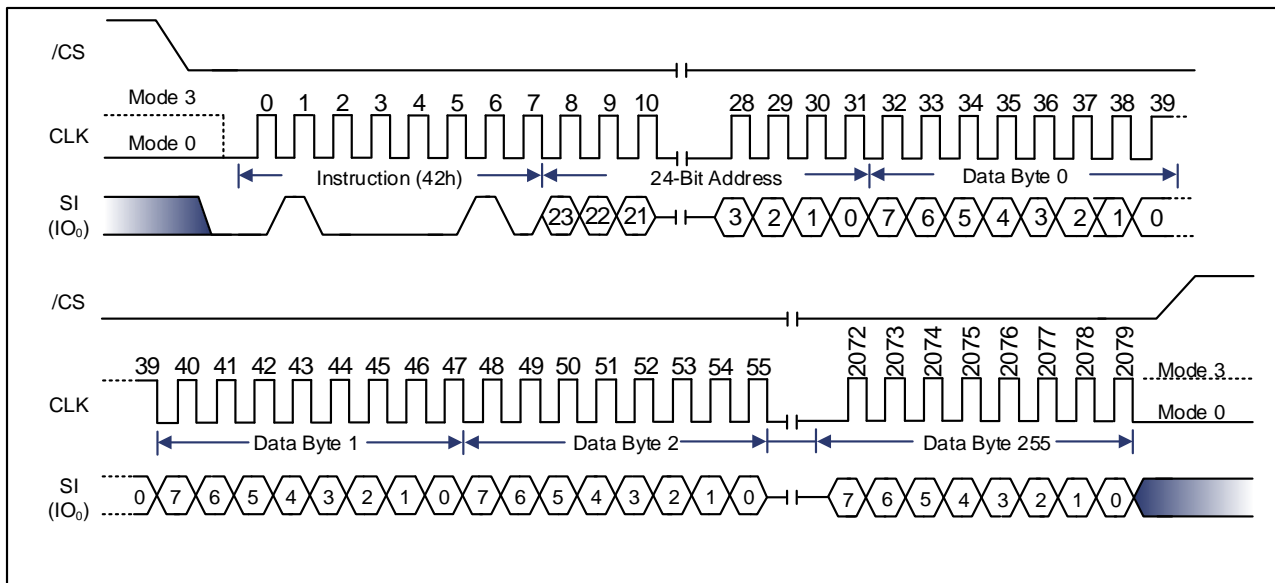 /CS
Mode 3
0 1 2 3 4 5 6 7 8 9 10 28 29 30 31 32 33 34 35 36 37 38 39
CLK
Mode 0
Instruction (42h) 24-Bit Address Data Byte 0
SI
(IO₀)
23 22 21 3 2 1 0 7 6 5 4 3 2 1 0
/CS
39 40 41 42 43 44 45 46 47 48 49 50 51 52 53 54 55 2072 2073 2074 2075 2076 2077 2078 2079
Mode 3
CLK
Mode 0
Data Byte 1 Data Byte 2 Data Byte 255
SI
(IO₀)
0 7 6 5 4 3 2 1 0 7 6 5 4 3 2 1 0 7 6 5 4 3 2 1 0